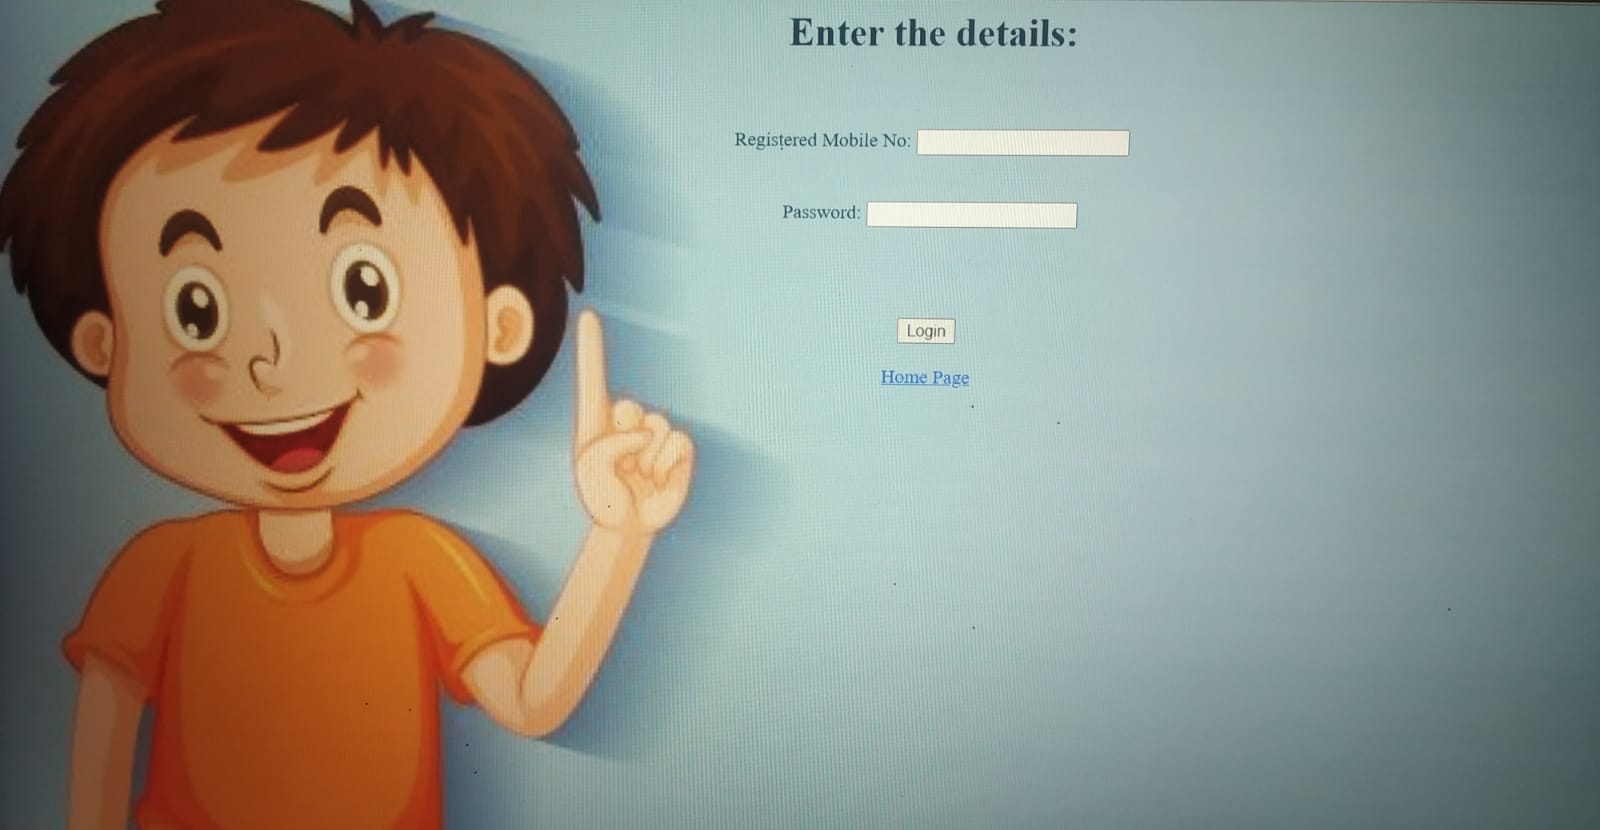 Enter the details:
Registered Mobile No:
Password:
Login
Home Page